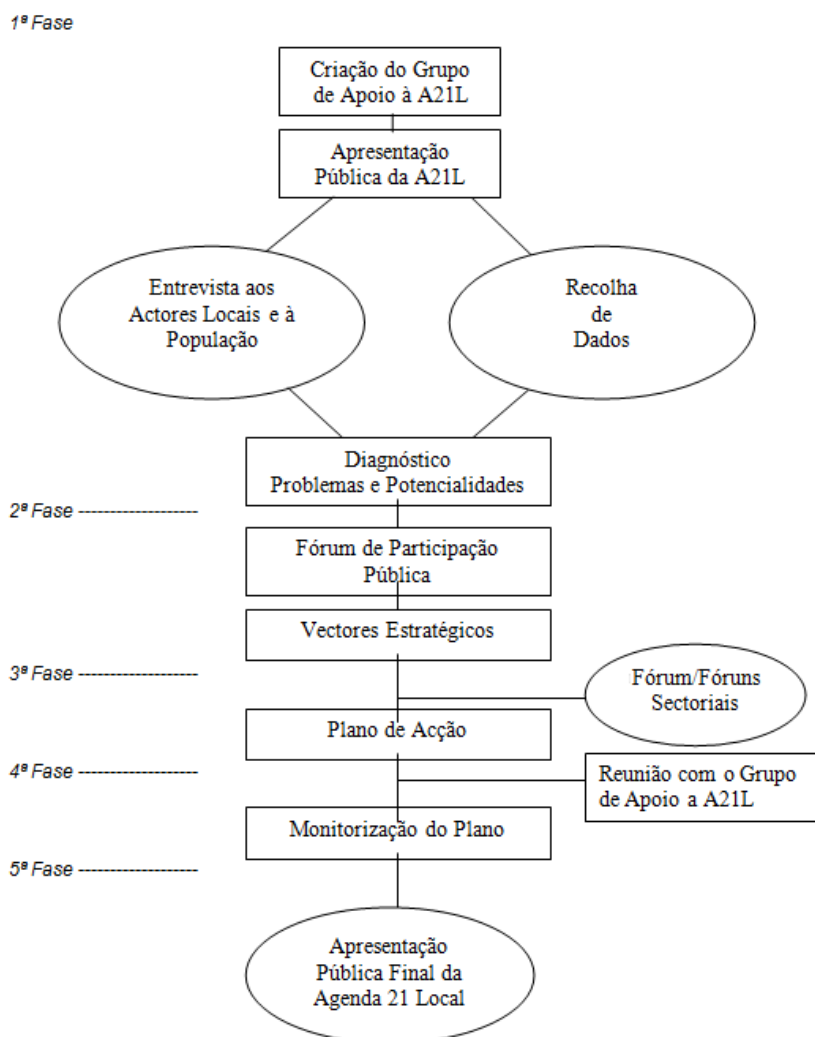 1ª Fase
Criação do Grupo
de Apoio à A21L
Apresentação
Pública da A21L
Entrevista aos
Actores Locais e à
População
Recolha
de
Dados
Diagnóstico
Problemas e Potencialidades
2ª Fase -------------------
Fórum de Participação
Pública
Vectores Estratégicos
3ª Fase -------------------
Fórum/Fóruns
Sectoriais
Plano de Acção
4ª Fase -------------------
Reunião com o Grupo
de Apoio a A21L
Monitorização do Plano
5ª Fase -------------------
Apresentação
Pública Final da
Agenda 21 Local